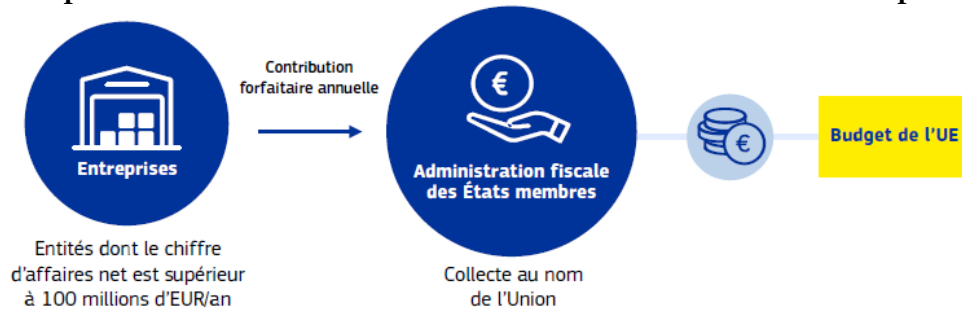 Contribution
forfaitaire annuelle
€
Entreprises
Administration fiscale
des États membres
€
Budget de l'UE
Entités dont le chiffre
d'affaires net est supérieur
à 100 millions d'EUR/an
Collecte au nom
de l'Union